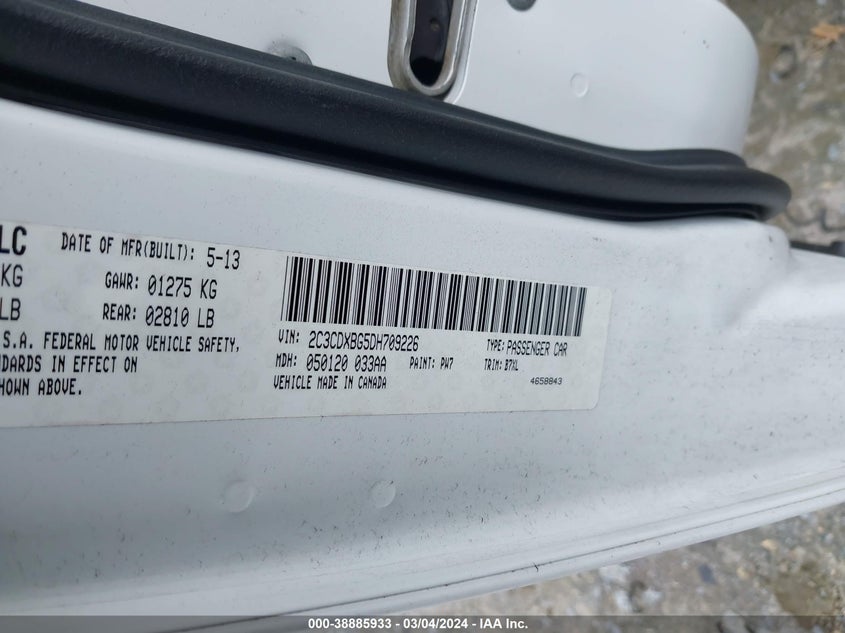 LC DATE OF MFR(BUILT): 5-13
KG GAWR: 01275 KG
LB REAR: 02810 LB
S.A. FEDERAL MOTOR VEHICLE SAFETY,
DARDS IN EFFECT ON
HOWN ABOVE.
VIN: 2C3CDXBG5DH709226 TYPE: PASSENGER CAR
MDH: 050120 033AA PAINT: PW7 TRIM: B7XL
VEHICLE MADE IN CANADA 4658843
000-38885933 - 03/04/2024 - IAA Inc.